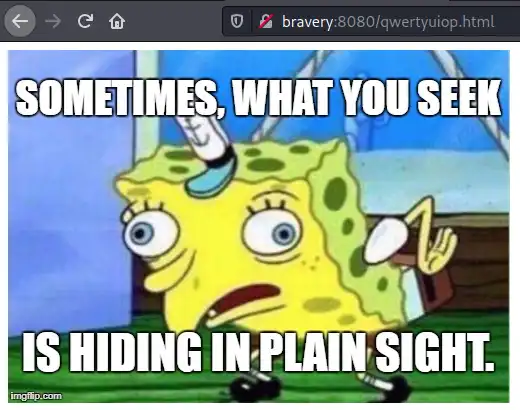 bravery:8080/qwertyuiop.html
SOMETIMES, WHAT YOU SEEK
IS HIDING IN PLAIN SIGHT.
imgflip.com